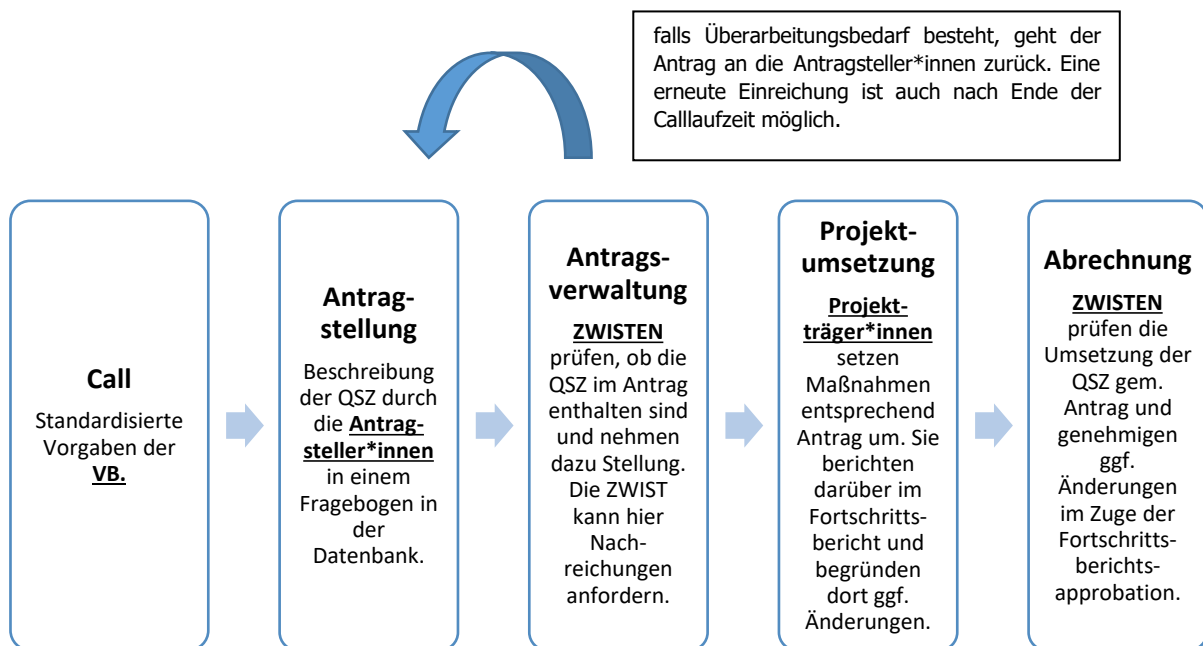 falls Überarbeitungsbedarf besteht, geht der
Antrag an die Antragsteller*innen zurück. Eine
erneute Einreichung ist auch nach Ende der
Calllaufzeit möglich.
Call
Standardisierte
Vorgaben der
VB.
Antrag-
stellung
Beschreibung
der QSZ durch
die Antrag-
steller*innen
in einem
Fragebogen in
der
Datenbank.
Antrags-
verwaltung
ZWISTEN
prüfen, ob die
QSZ im Antrag
enthalten sind
und nehmen
dazu Stellung.
Die ZWIST
kann hier
Nach-
reichungen
anfordern.
Projekt-
umsetzung
Projekt-
träger*innen
setzen
Maßnahmen
entsprechend
Antrag um. Sie
berichten
darüber im
Fortschritts-
bericht und
begründen
dort ggf.
Änderungen.
Abrechnung
ZWISTEN
prüfen die
Umsetzung der
QSZ gem.
Antrag und
genehmigen
ggf.
Änderungen
im Zuge der
Fortschritts-
berichts-
approbation.